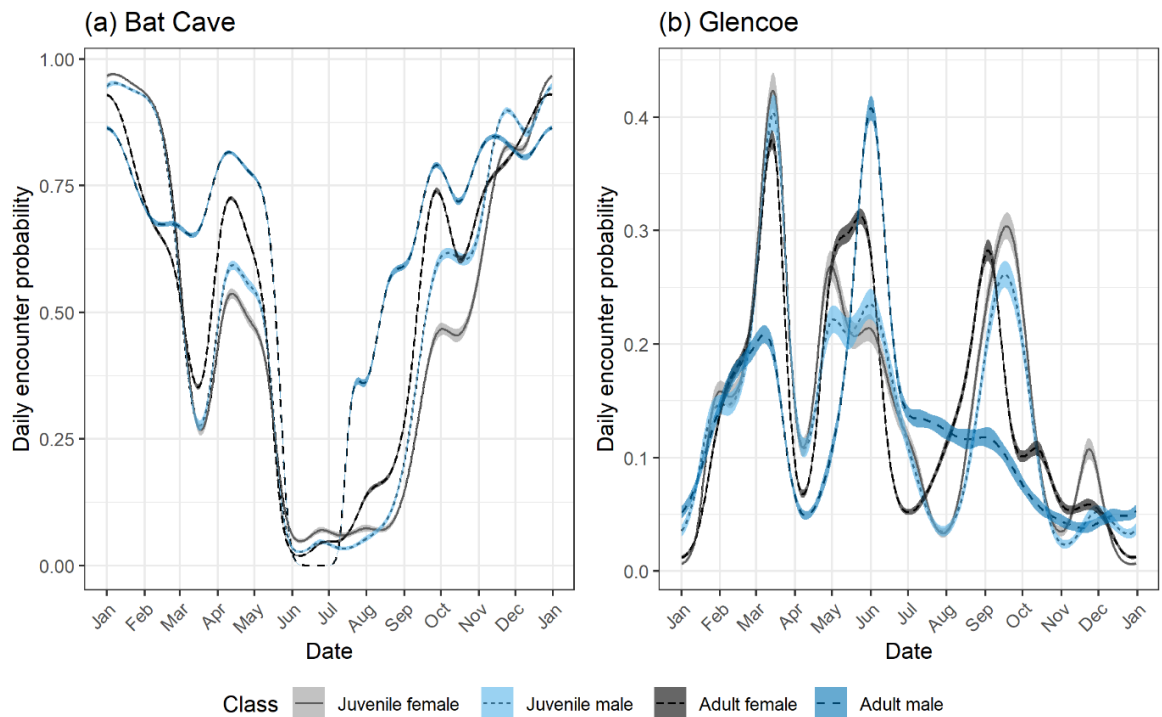 (a) Bat Cave
Daily encounter probability
1.00
0.75
0.50
0.25
0.00
Jan Feb Mar Apr May Jun Jul Aug Sep Oct Nov Dec Jan
Date
(b) Glencoe
Daily encounter probability
0.4
0.3
0.2
0.1
0.0
Jan Feb Mar Apr May Jun Jul Aug Sep Oct Nov Dec Jan
Date
Class Juvenile female Juvenile male Adult female Adult male